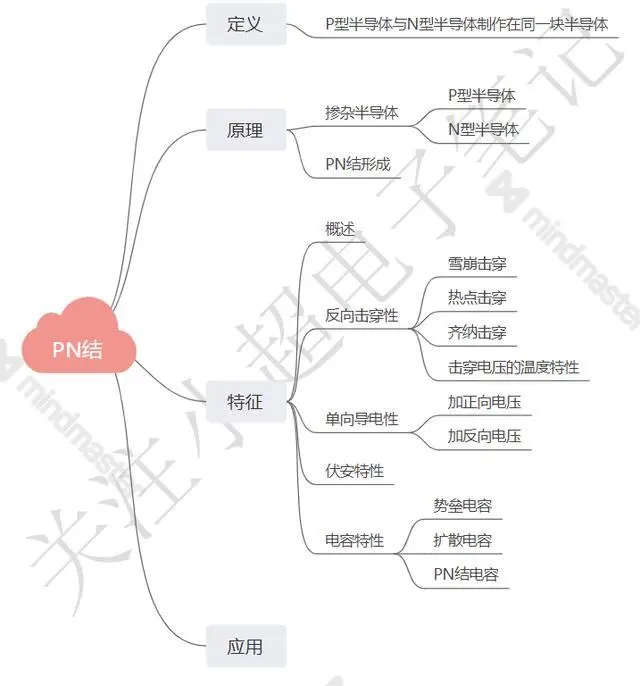 定义
P型半导体与N型半导体制作在同一块半导体
原理
掺杂半导体
P型半导体
N型半导体
PN结形成
PN结
特征
概述
反向击穿性
雪崩击穿
热点击穿
齐纳击穿
击穿电压的温度特性
单向导电性
加正向电压
加反向电压
伏安特性
电容特性
势垒电容
扩散电容
PN结电容
应用
关注小超电子笔记
mindmaster
mindmaste